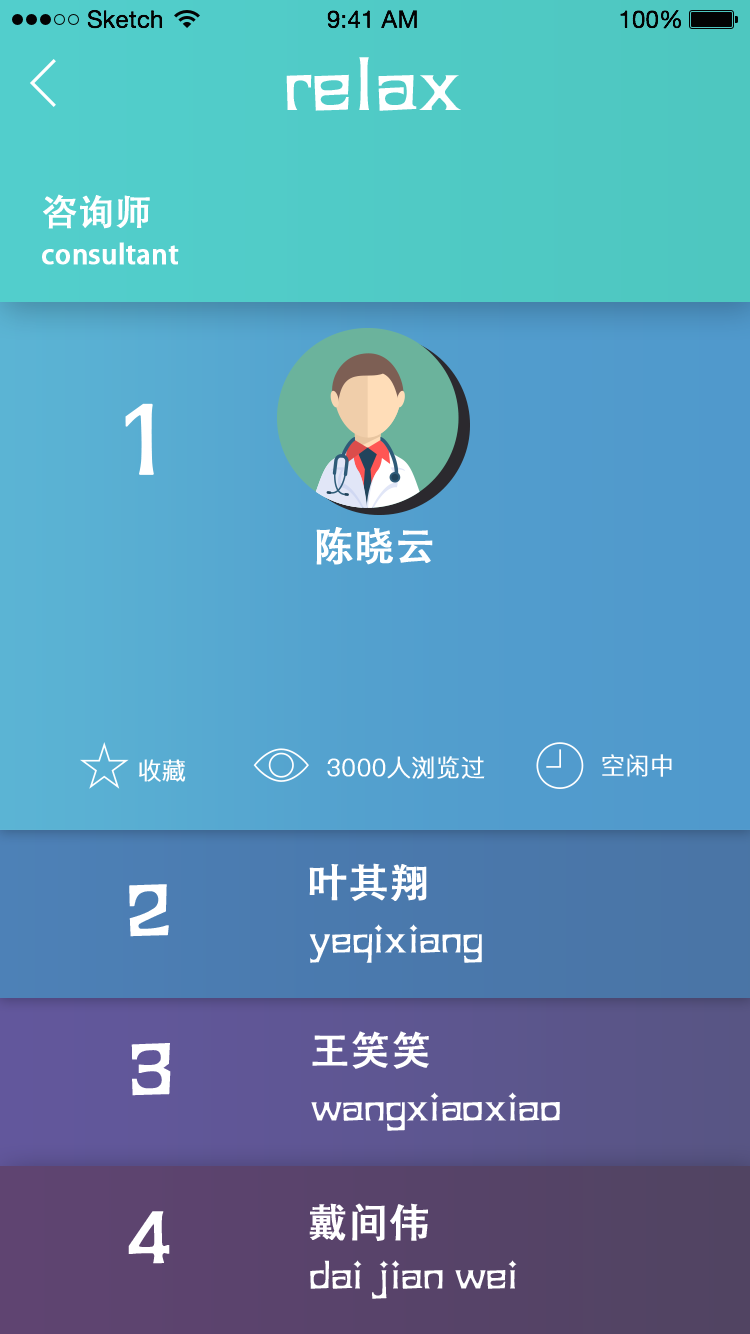 Sketch 9:41 AM 100%
relax
咨询师
consultant
1
陈晓云
收藏 3000人浏览过 空闲中
2 叶其翔
yeqixiang
3 王笑笑
wangxiaoxiao
4 戴间伟
dai jian wei